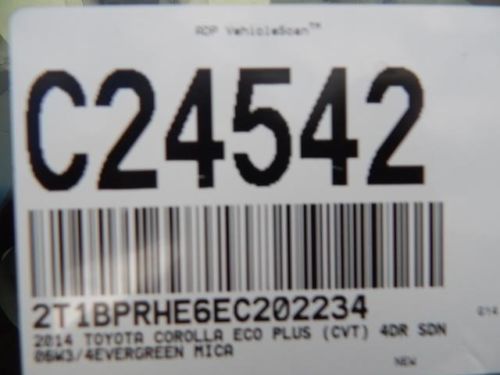 ADP VehicleScan™
C24542
2T1BPRHE6EC202234
2014 TOYOTA COROLLA ECO PLUS (CVT) 4DR SDN
06W3/4EVERGREEN MICA
NEW